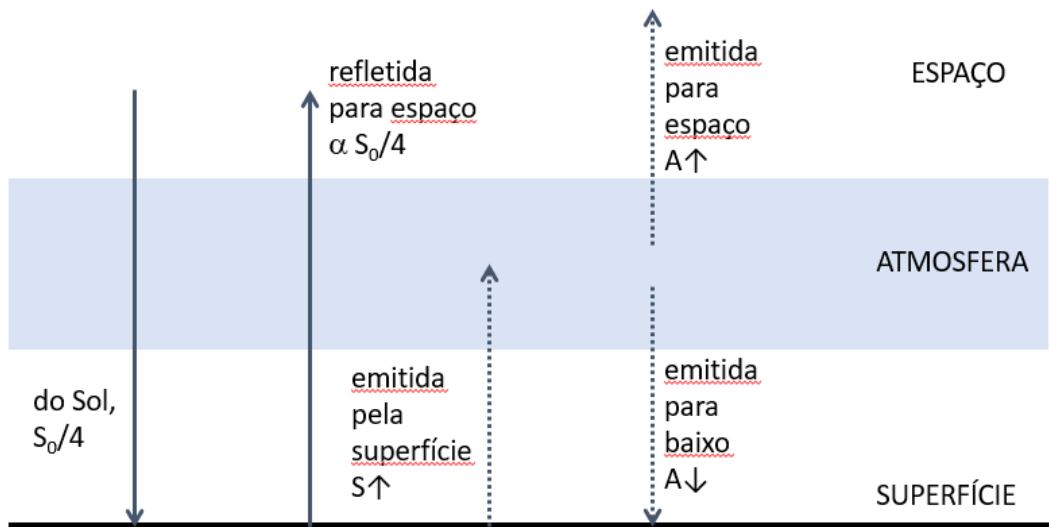 refletida
para espaço
α S₀/4
emitida
para
espaço
A↑
ESPAÇO
ATMOSFERA
do Sol,
S₀/4
emitida
pela
superfície
S↑
emitida
para
baixo
A↓
SUPERFÍCIE